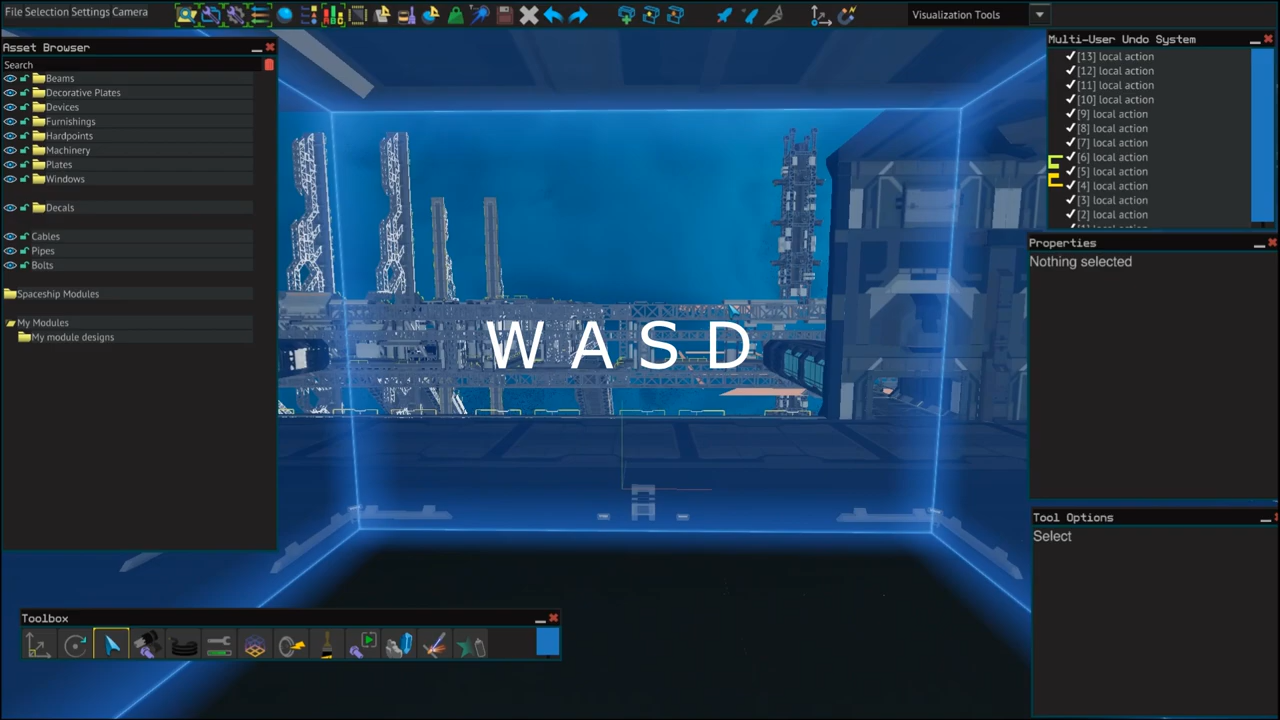 File Selection Settings Camera
Visualization Tools
Asset Browser
Search
Beams
Decorative Plates
Devices
Furnishings
Hardpoints
Machinery
Plates
Windows
Decals
Cables
Pipes
Bolts
Spaceship Modules
My Modules
My module designs
W A S D
Multi-User Undo System
[13] local action
[12] local action
[11] local action
[10] local action
[9] local action
[8] local action
[7] local action
[6] local action
[5] local action
[4] local action
[3] local action
[2] local action
Properties
Nothing selected
Tool Options
Select
Toolbox